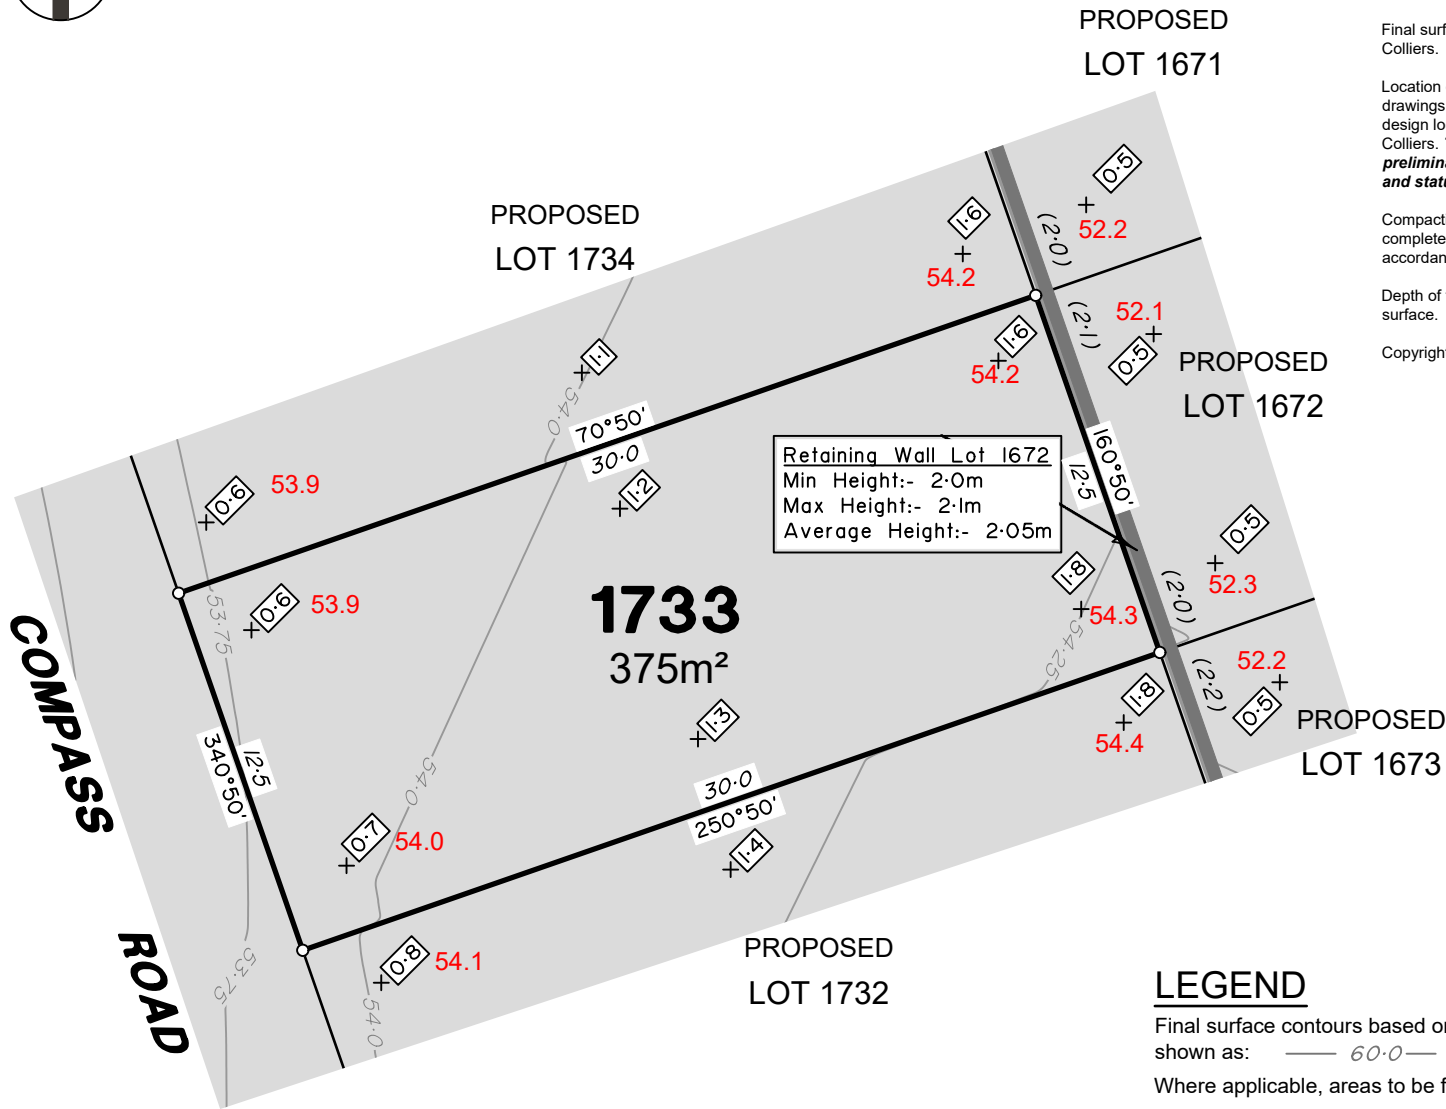 PROPOSED
LOT 1671
Final surf
Colliers.
Location
drawings
design lo
Colliers.
prelimina
and statu
Compacti
complete
accordan
Depth of
surface.
Copyright
PROPOSED
LOT 1734
0·5
52.2
(2·0)
1·6
54.2
1·6
54.2
(2·1)
52.1
0·5
PROPOSED
LOT 1672
1·1
54·0
70°50'
30·0
1·2
53.9
0·6
0·6
53.9
53·75
Retaining Wall Lot 1672
Min Height:- 2·0m
Max Height:- 2·1m
Average Height:- 2·05m
160°50'
12·5
0·5
52.3
(2·0)
1·8
54.3
54·25
1733
375m²
COMPASS
ROAD
340°50'
12·5
1·3
54·0
0·7
54.0
30·0
250°50'
1·4
1·8
54.4
(2·2)
52.2
0·5
PROPOSED
LOT 1673
0·8
54.1
53·75
54·0
PROPOSED
LOT 1732
LEGEND
Final surface contours based or
shown as: 60·0
Where applicable, areas to be f